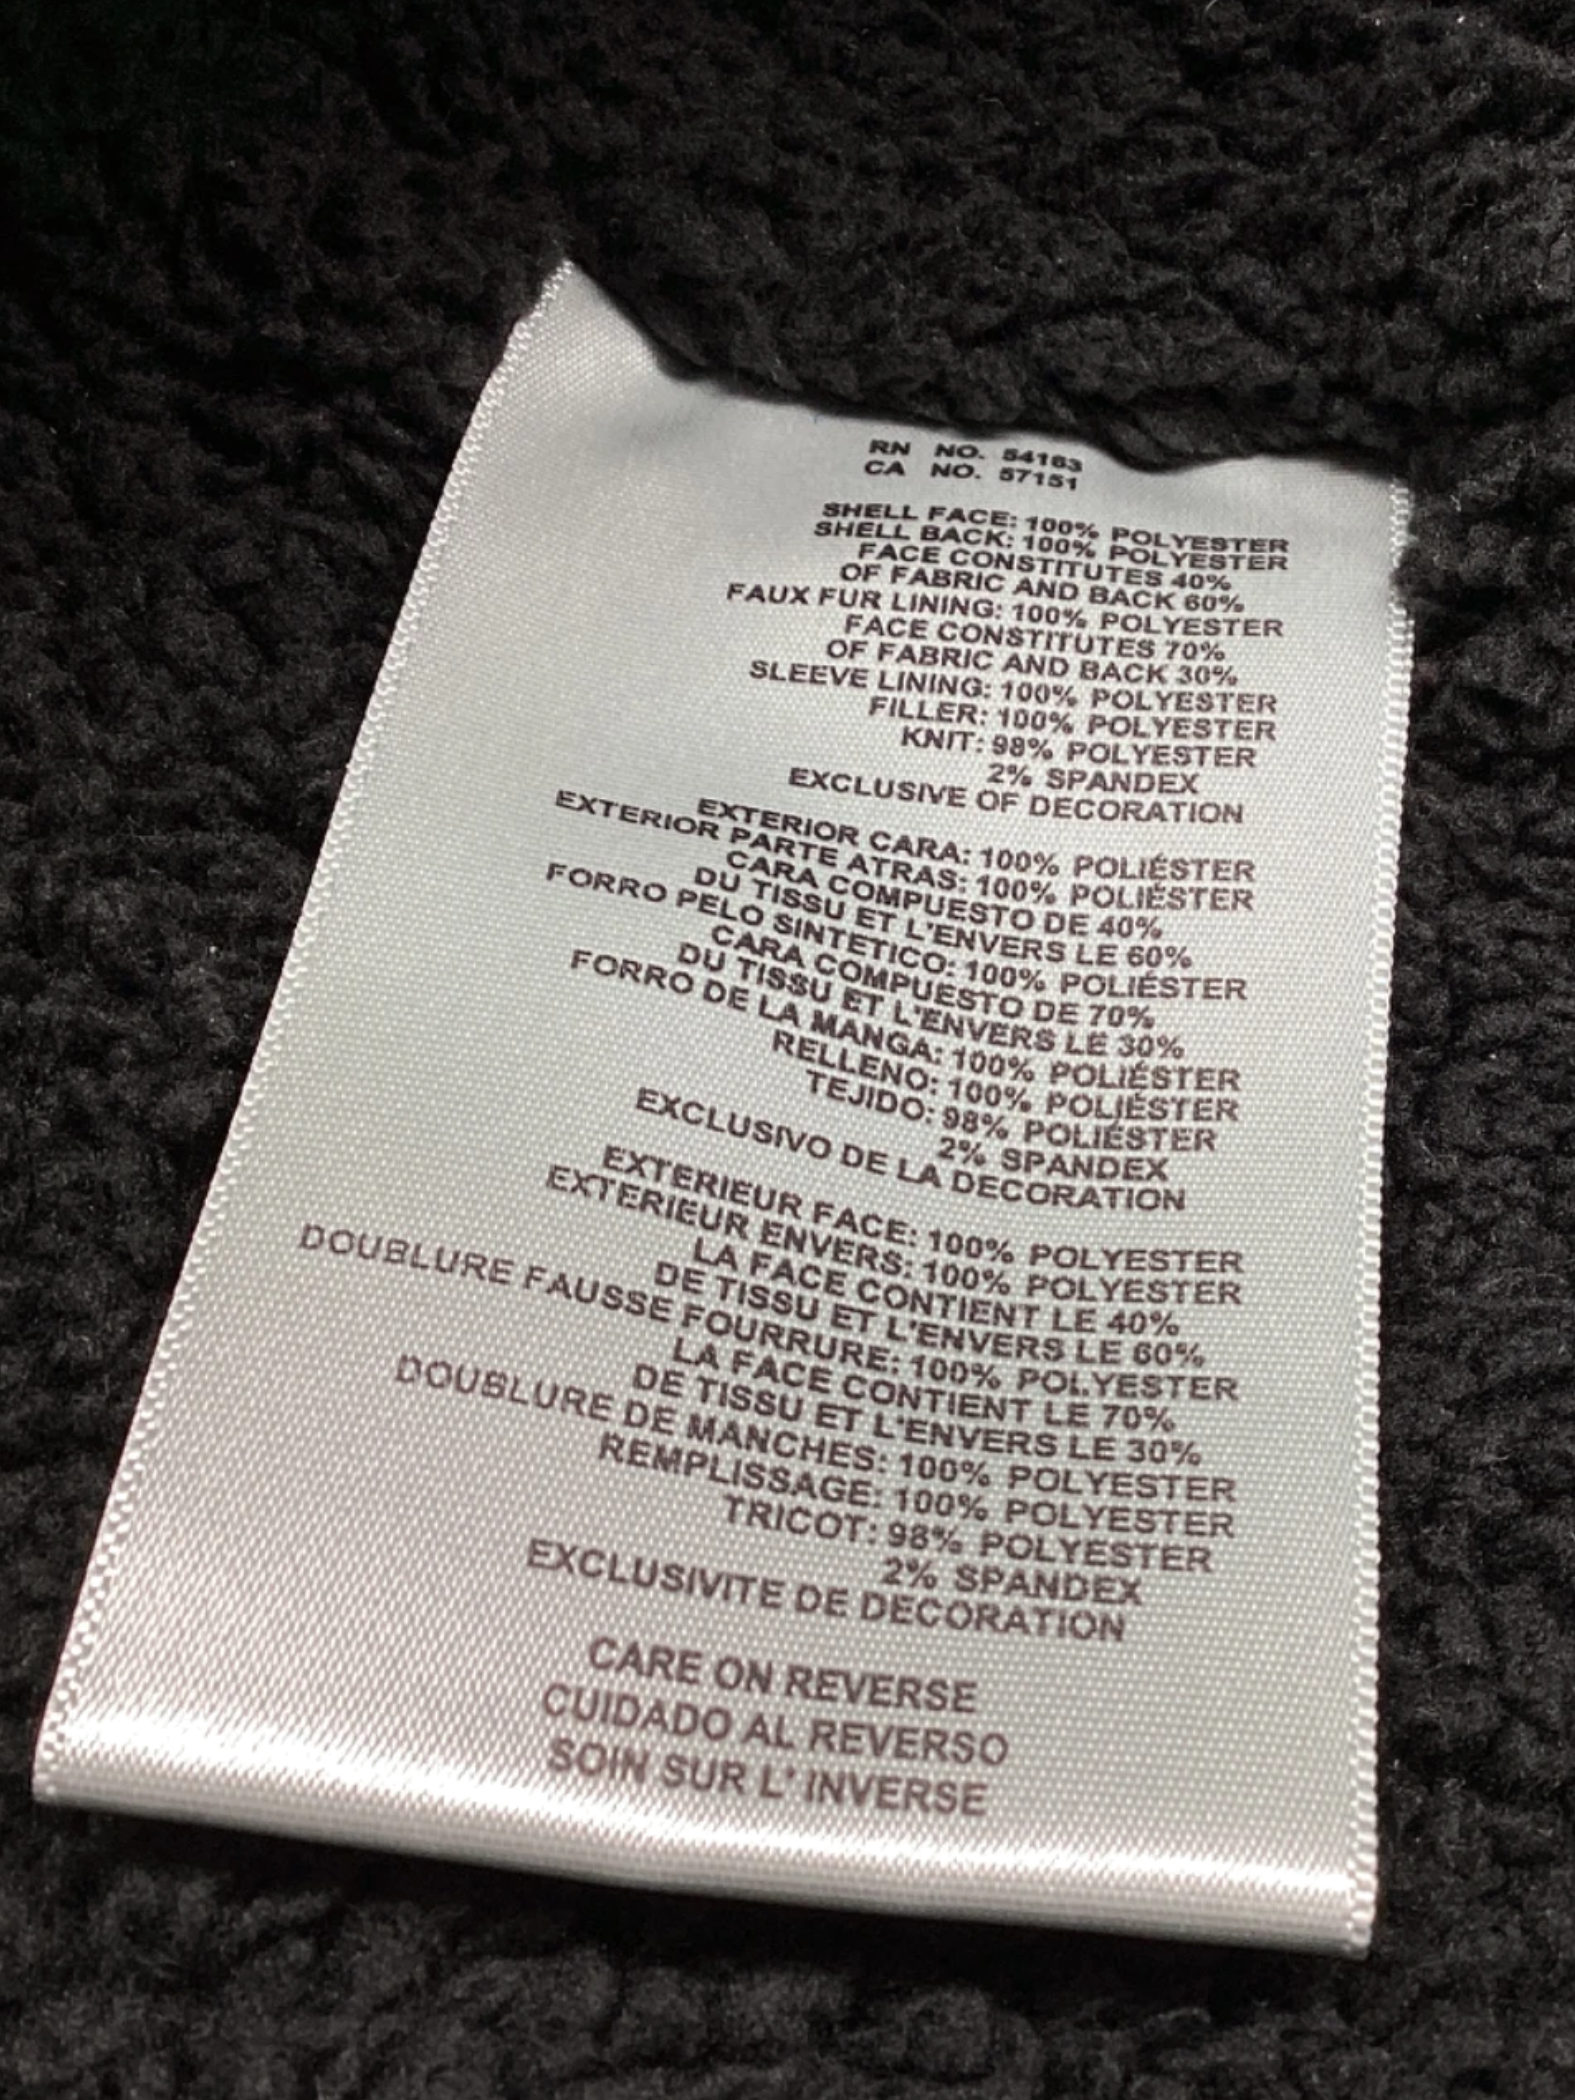 RN NO. 54163
CA NO. 57151
SHELL FACE: 100% POLYESTER
SHELL BACK: 100% POLYESTER
FACE CONSTITUTES 40%
OF FABRIC AND BACK 60%
FAUX FUR LINING: 100% POLYESTER
FACE CONSTITUTES 70%
OF FABRIC AND BACK 30%
SLEEVE LINING: 100% POLYESTER
FILLER: 100% POLYESTER
KNIT: 98% POLYESTER
2% SPANDEX
EXCLUSIVE OF DECORATION
EXTERIOR CARA: 100% POLIÉSTER
EXTERIOR PARTE ATRAS: 100% POLIÉSTER
CARA COMPUESTO DE 40%
DU TISSU ET L'ENVERS LE 60%
FORRO PELO SINTETICO: 100% POLIÉSTER
CARA COMPUESTO DE 70%
DU TISSU ET L'ENVERS LE 30%
FORRO DE LA MANGA: 100% POLIÉSTER
RELLENO: 100% POLIÉSTER
TEJIDO: 98% POLIÉSTER
2% SPANDEX
EXCLUSIVO DE LA DECORATION
EXTERIEUR FACE: 100% POLYESTER
EXTERIEUR ENVERS: 100% POLYESTER
LA FACE CONTIENT LE 40%
DE TISSU ET L'ENVERS LE 60%
DOUBLURE FAUSSE FOURRURE: 100% POLYESTER
LA FACE CONTIENT LE 70%
DE TISSU ET L'ENVERS LE 30%
DOUBLURE DE MANCHES: 100% POLYESTER
REMPLISSAGE: 100% POLYESTER
TRICOT: 98% POLYESTER
2% SPANDEX
EXCLUSIVITE DE DECORATION
CARE ON REVERSE
CUIDADO AL REVERSO
SOIN SUR L' INVERSE